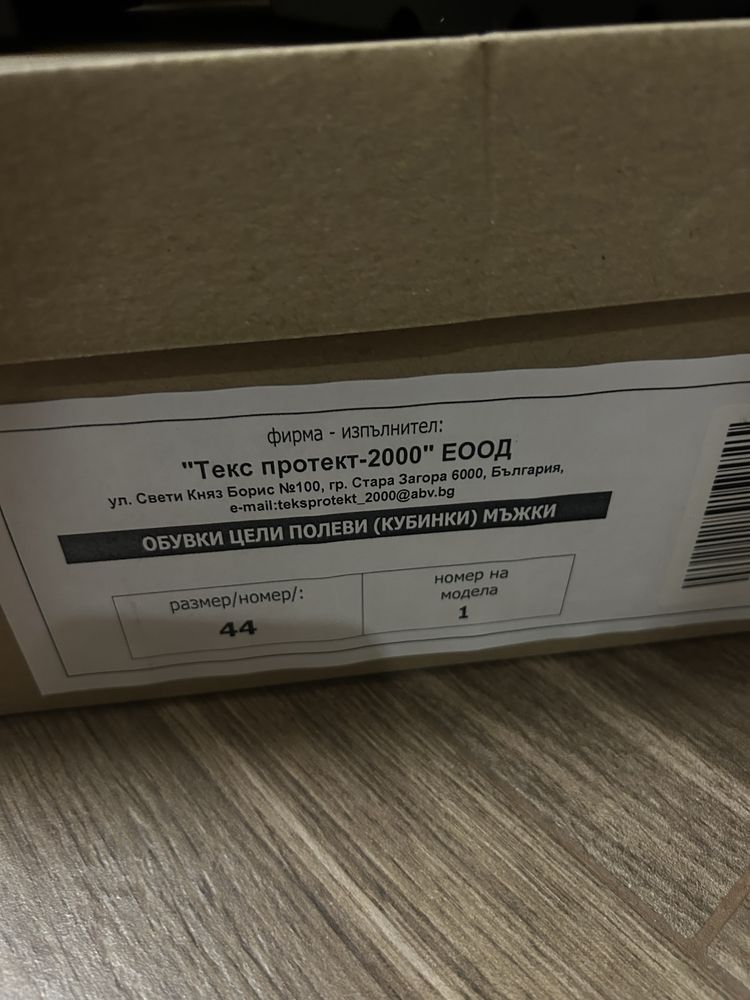 фирма - изпълнител:
"Текс протект-2000" ЕООД
ул. Свети Княз Борис №100, гр. Стара Загора 6000, България,
e-mail:teksprotekt_2000@abv.bg
ОБУВКИ ЦЕЛИ ПОЛЕВИ (КУБИНКИ) МЪЖКИ
размер/номер/:
44
номер на
модела
1